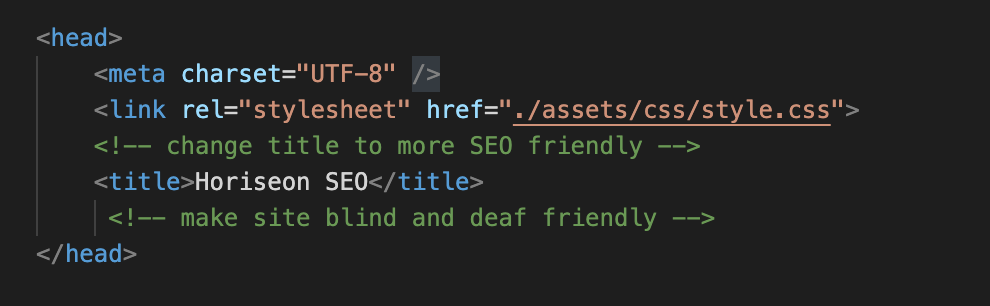 <head>
<meta charset="UTF-8" />
<link rel="stylesheet" href="./assets/css/style.css">
<!-- change title to more SEO friendly -->
<title>Horiseon SEO</title>
<!-- make site blind and deaf friendly -->
</head>